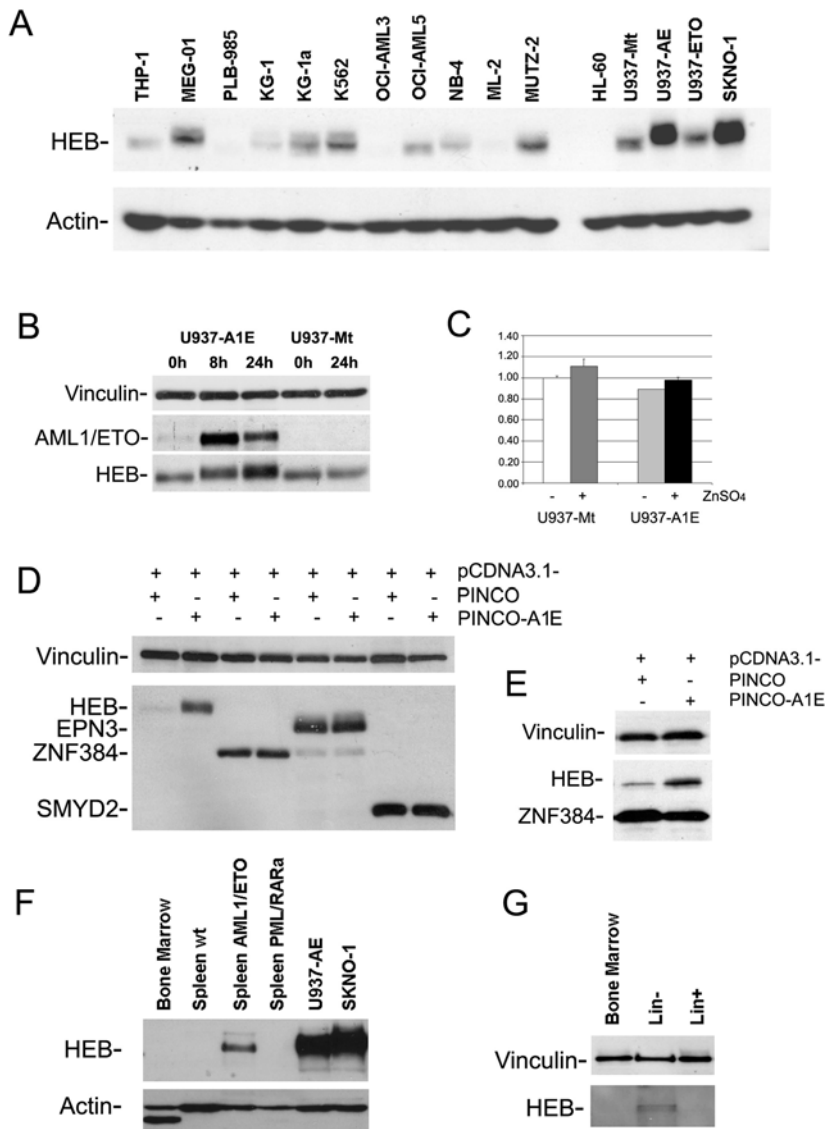 A
THP-1
MEG-01
PLB-985
KG-1
KG-1a
K562
OCI-AML3
OCI-AML5
NB-4
ML-2
MUTZ-2
HL-60
U937-Mt
U937-AE
U937-ETO
SKNO-1
HEB-
Actin-
B
U937-A1E U937-Mt
0h 8h 24h 0h 24h
Vinculin-
AML1/ETO-
HEB-
C
1.40
1.20
1.00
0.80
0.60
0.40
0.20
0.00
- + - + ZnSO4
U937-Mt U937-A1E
D
+ + + + + + + + pCDNA3.1-
+ - + - + - + - PINCO
- + - + - + - + PINCO-A1E
Vinculin-
HEB-
EPN3-
ZNF384-
SMYD2-
E
+ + pCDNA3.1-
+ - PINCO
- + PINCO-A1E
Vinculin-
HEB-
ZNF384-
F
Bone Marrow
Spleen wt
Spleen AML1/ETO
Spleen PML/RARa
U937-AE
SKNO-1
HEB-
Actin-
G
Bone Marrow
Lin-
Lin+
Vinculin-
HEB-